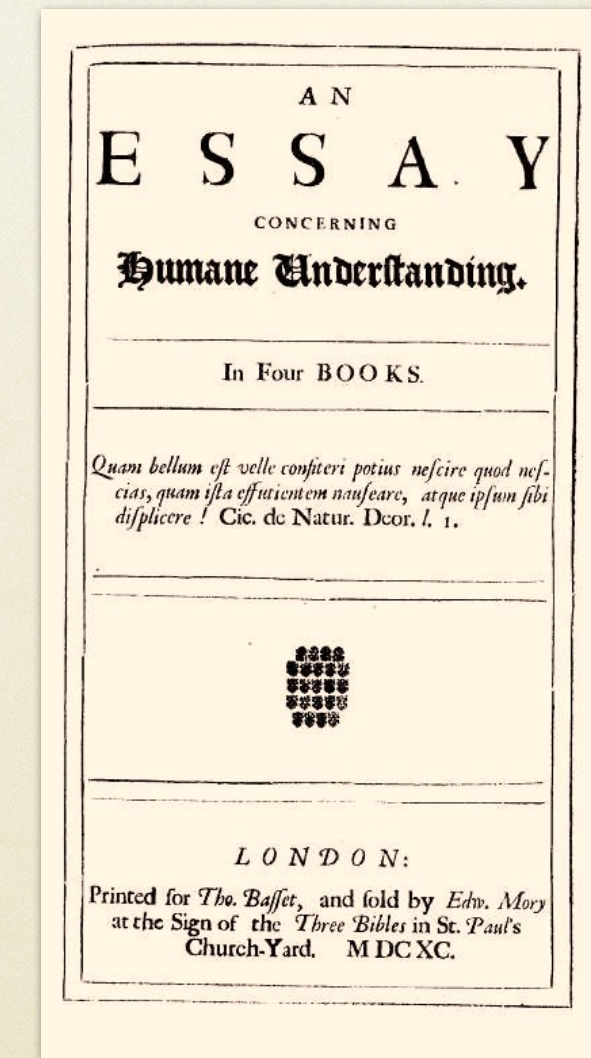 AN
ESSAY
CONCERNING
Humane Underſtanding.
In Four BOOKS.
Quam bellum eſt velle confiteri potius neſcire quod neſ-
cias, quam iſta effutientem nauſeare, atque ipſum ſibi
diſplicere ! Cic. de Natur. Deor. l. 1.
LONDON:
Printed for Tho. Baſſet, and ſold by Edw. Mory
at the Sign of the Three Bibles in St. Paul's
Church-Yard. M DC XC.